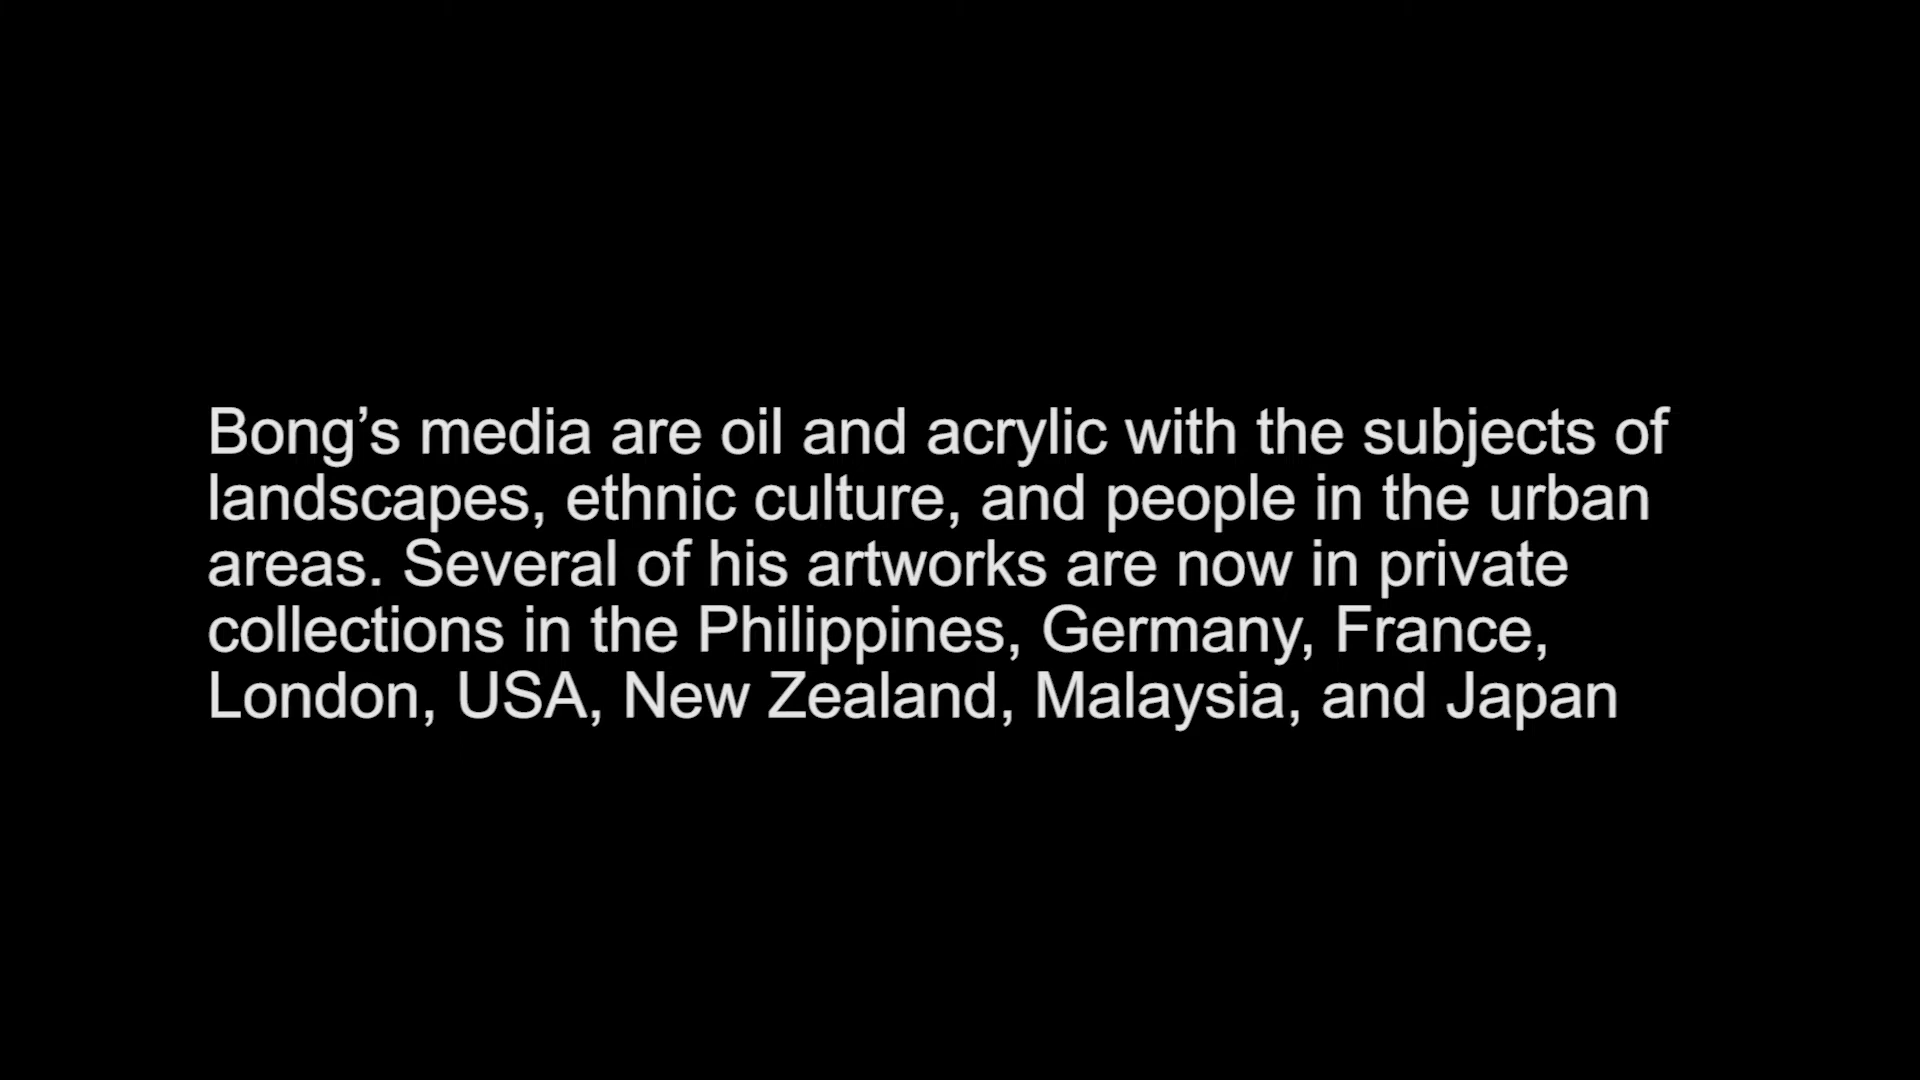 Bong’s media are oil and acrylic with the subjects of
landscapes, ethnic culture, and people in the urban
areas. Several of his artworks are now in private
collections in the Philippines, Germany, France,
London, USA, New Zealand, Malaysia, and Japan